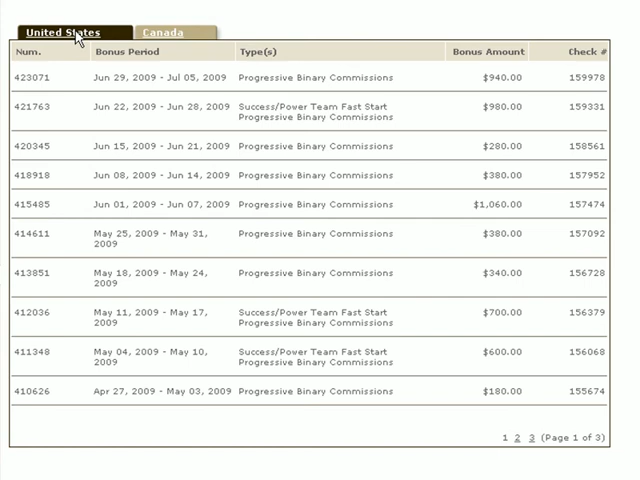 United States Canada
Num. Bonus Period Type(s) Bonus Amount Check #
423071 Jun 29, 2009 - Jul 05, 2009 Progressive Binary Commissions $940.00 159978
421763 Jun 22, 2009 - Jun 28, 2009 Success/Power Team Fast Start $980.00 159331
Progressive Binary Commissions
420345 Jun 15, 2009 - Jun 21, 2009 Progressive Binary Commissions $280.00 158561
418918 Jun 08, 2009 - Jun 14, 2009 Progressive Binary Commissions $380.00 157952
415485 Jun 01, 2009 - Jun 07, 2009 Progressive Binary Commissions $1,060.00 157474
414611 May 25, 2009 - May 31, Progressive Binary Commissions $380.00 157092
2009
413851 May 18, 2009 - May 24, Progressive Binary Commissions $340.00 156728
2009
412036 May 11, 2009 - May 17, Success/Power Team Fast Start $700.00 156379
2009 Progressive Binary Commissions
411348 May 04, 2009 - May 10, Success/Power Team Fast Start $600.00 156068
2009 Progressive Binary Commissions
410626 Apr 27, 2009 - May 03, 2009 Progressive Binary Commissions $180.00 155674
1 2 3 (Page 1 of 3)